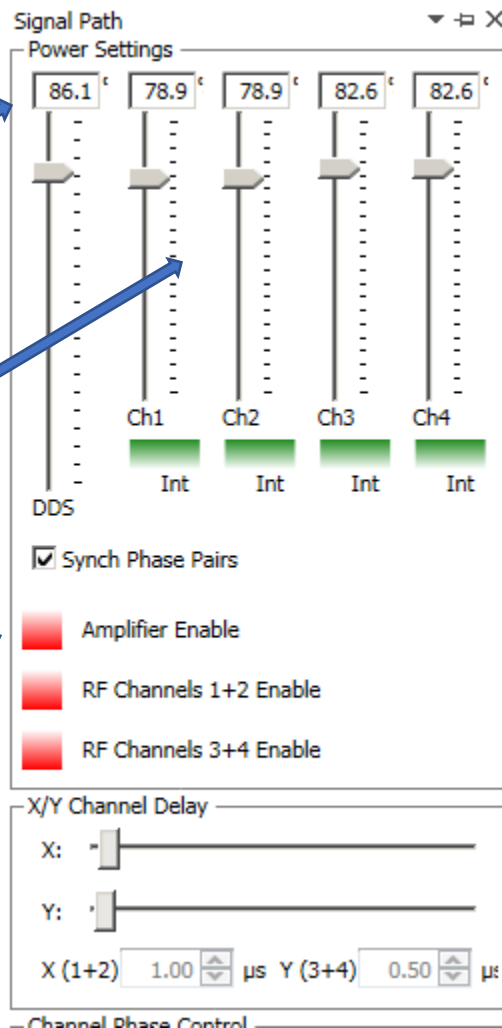 Signal Path
Power Settings
86.1 78.9 78.9 82.6 82.6
Ch1 Ch2 Ch3 Ch4
Int Int Int Int
DDS
Synch Phase Pairs
Amplifier Enable
RF Channels 1+2 Enable
RF Channels 3+4 Enable
X/Y Channel Delay
X:
Y:
X (1+2) 1.00 µs Y (3+4) 0.50
Channel Phase Control